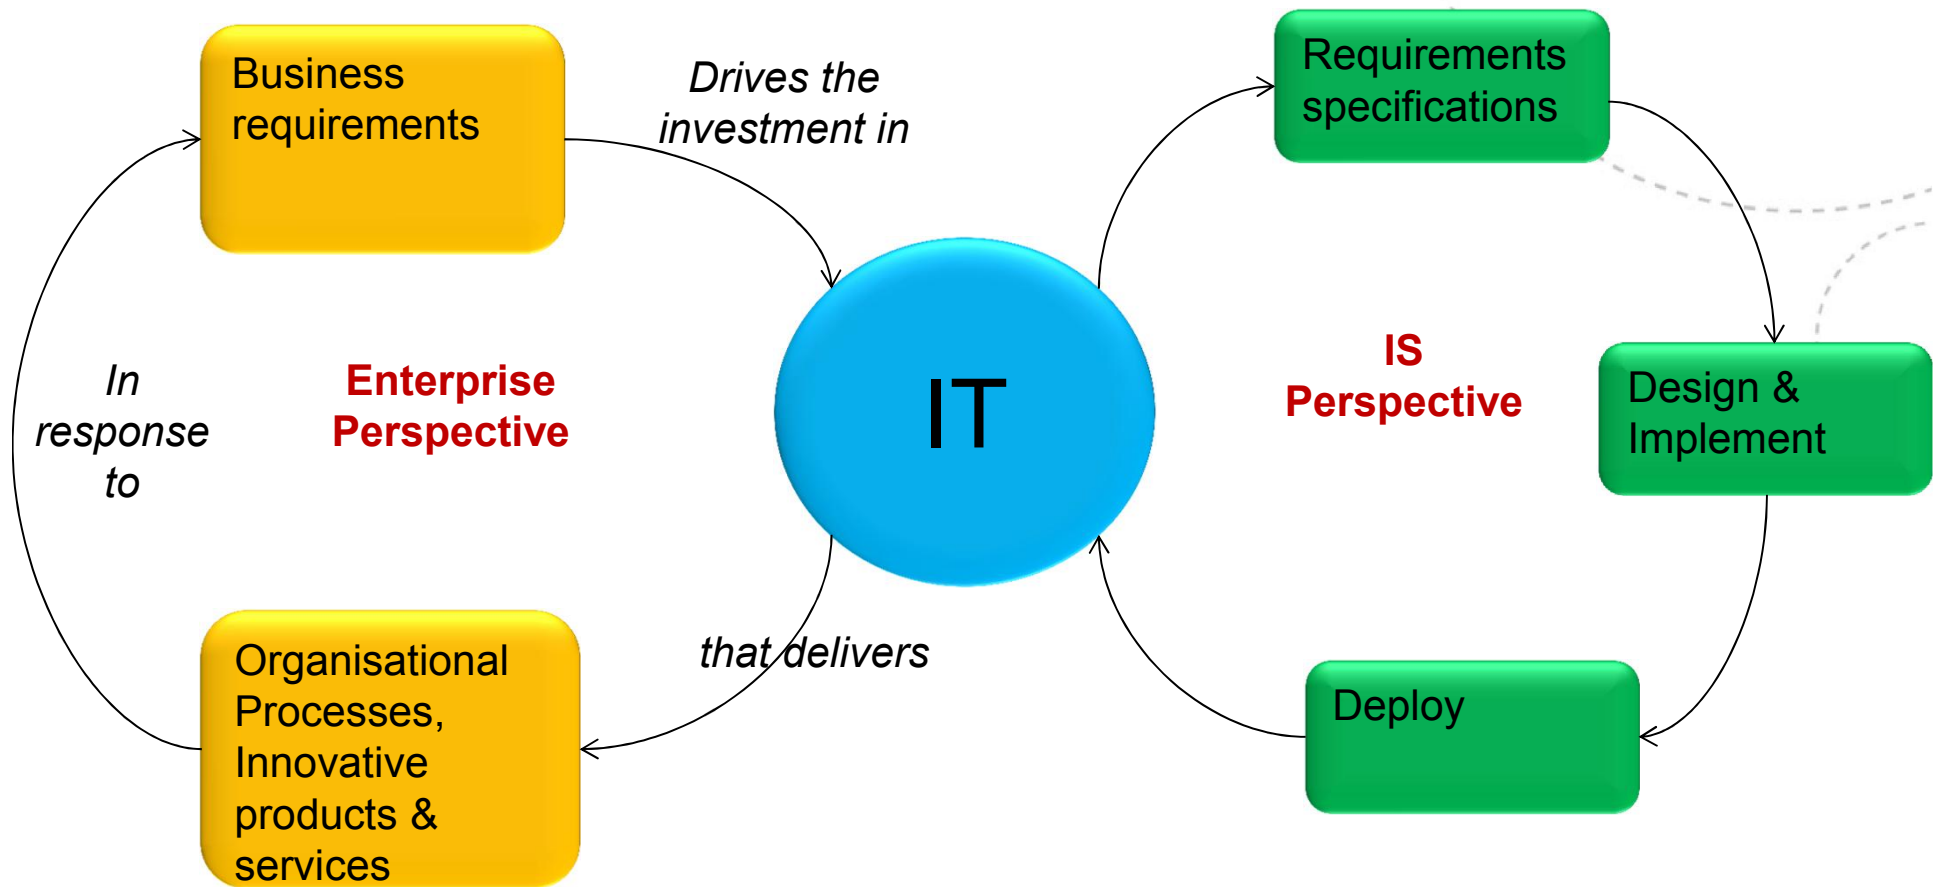 Business
requirements
Drives the
investment in
Requirements
specifications
In
response
to
Enterprise
Perspective
IT
IS
Perspective
Design &
Implement
Organisational
Processes,
Innovative
products &
services
that delivers
Deploy